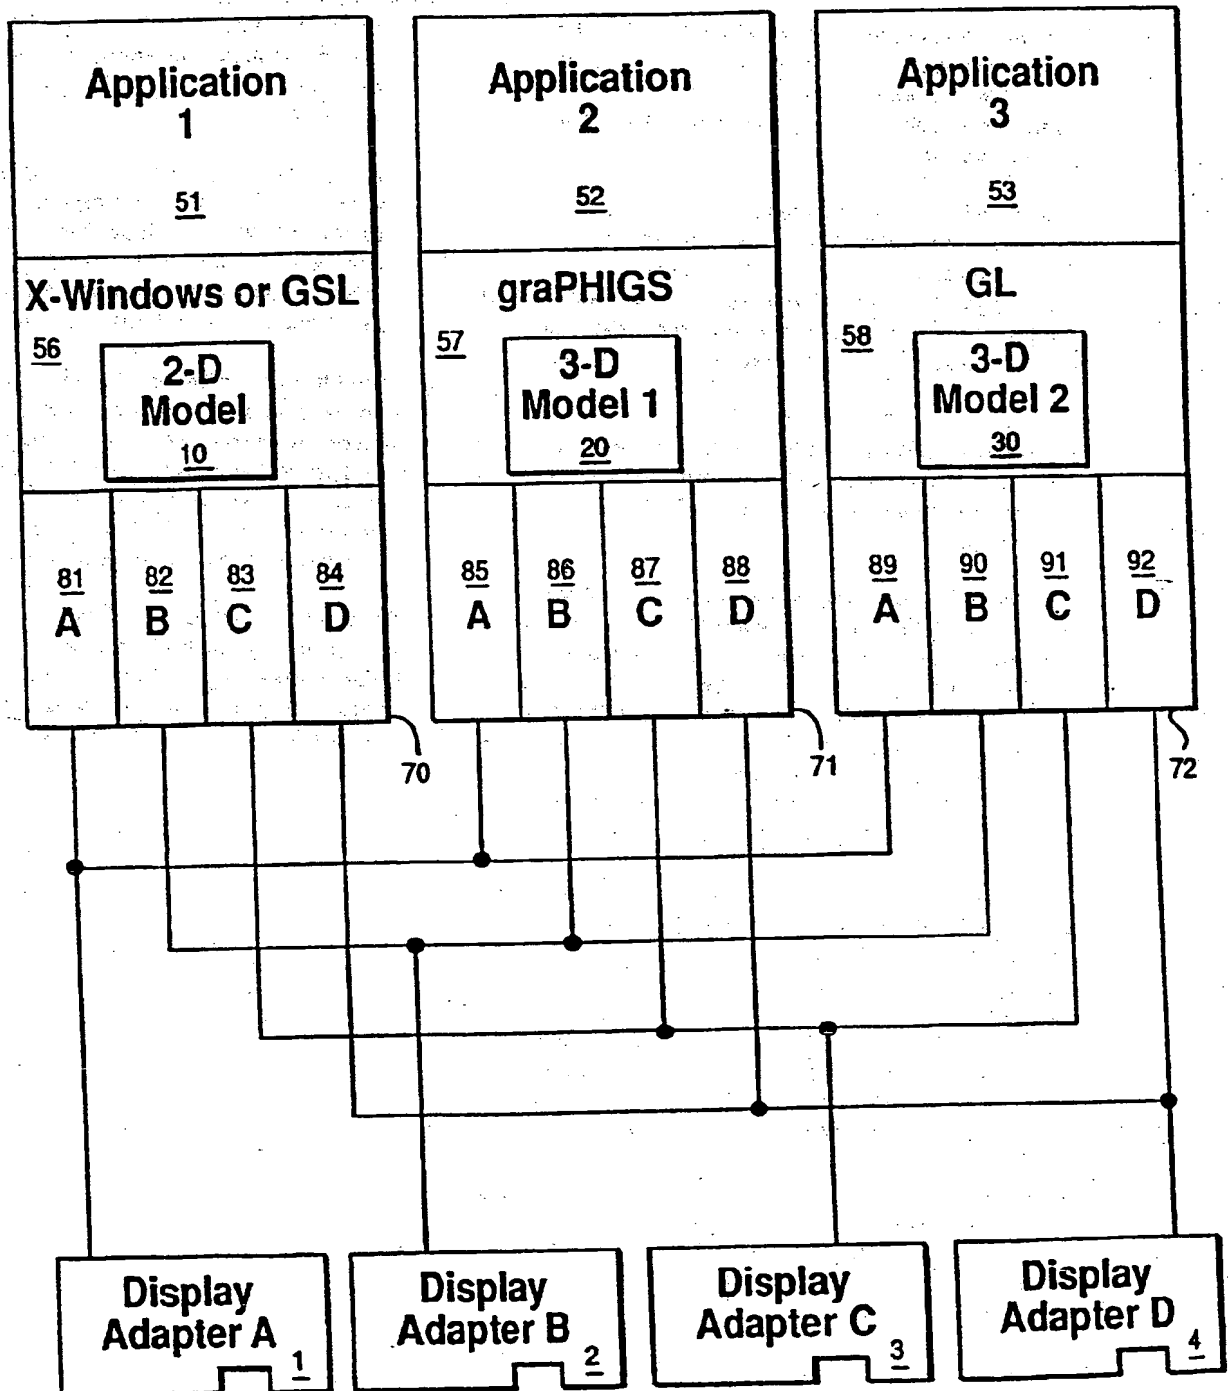 Application
1
51
X-Windows or GSL
56
2-D
Model
10
81
A
82
B
83
C
84
D
70
Application
2
52
graPHIGS
57
3-D
Model 1
20
85
A
86
B
87
C
88
D
71
Application
3
53
GL
58
3-D
Model 2
30
89
A
90
B
91
C
92
D
72
Display
Adapter A
1
Display
Adapter B
2
Display
Adapter C
3
Display
Adapter D
4